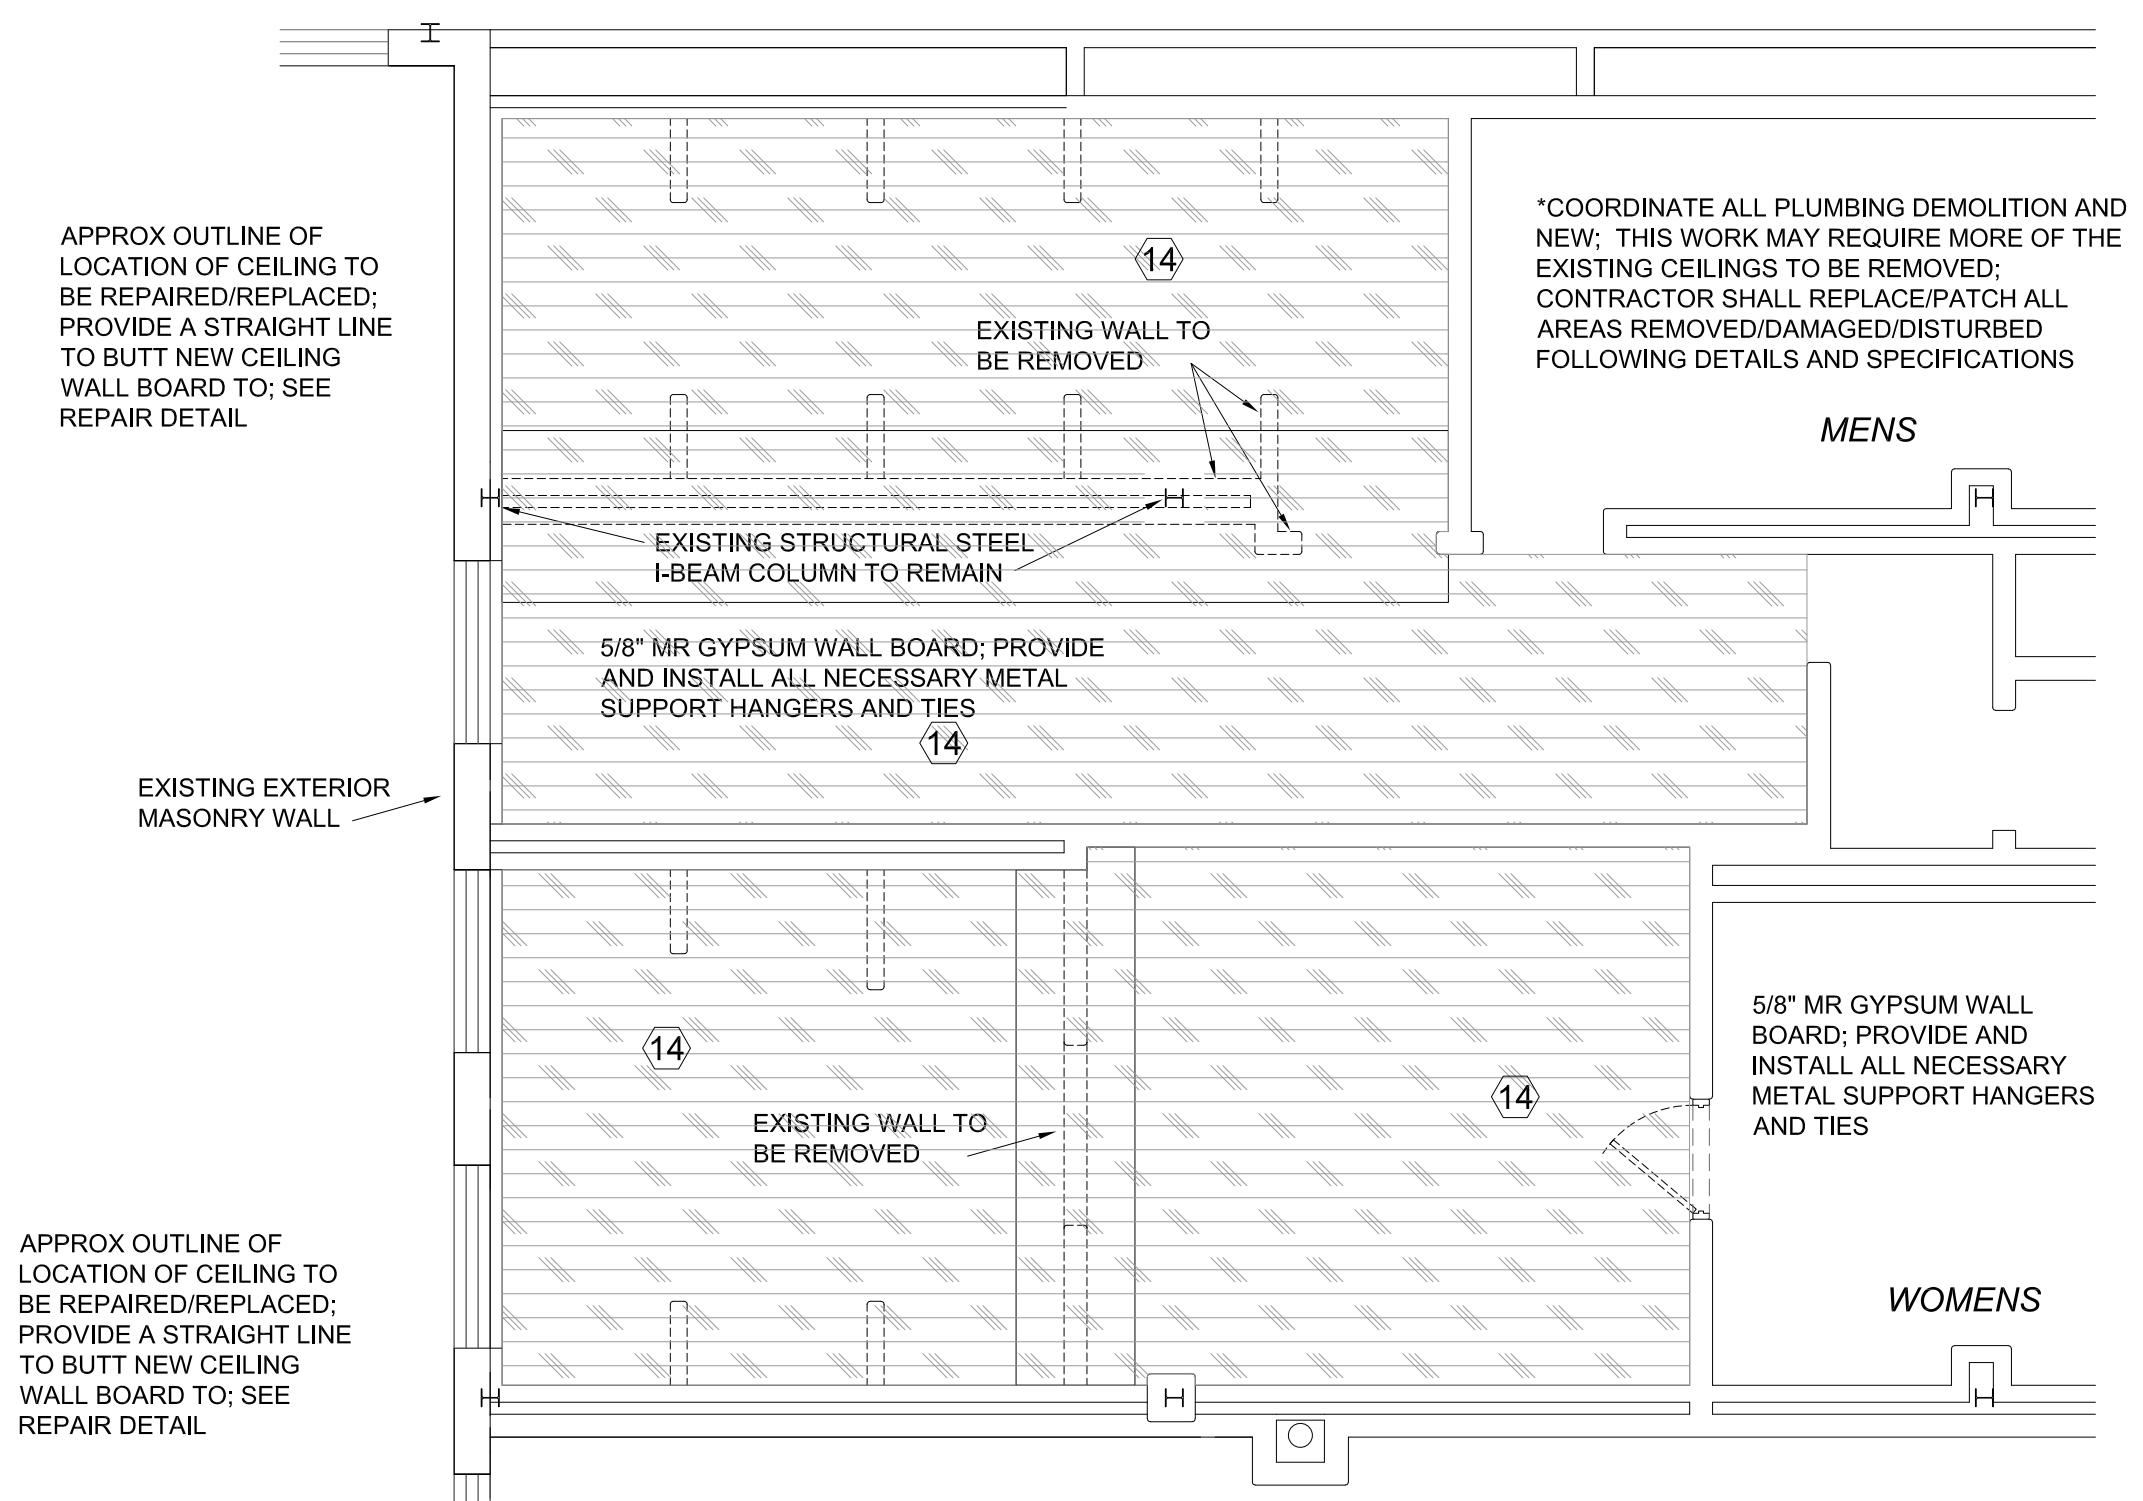 APPROX OUTLINE OF
LOCATION OF CEILING TO
BE REPAIRED/REPLACED;
PROVIDE A STRAIGHT LINE
TO BUTT NEW CEILING
WALL BOARD TO; SEE
REPAIR DETAIL
*COORDINATE ALL PLUMBING DEMOLITION AND
NEW; THIS WORK MAY REQUIRE MORE OF THE
EXISTING CEILINGS TO BE REMOVED;
CONTRACTOR SHALL REPLACE/PATCH ALL
AREAS REMOVED/DAMAGED/DISTURBED
FOLLOWING DETAILS AND SPECIFICATIONS
14
EXISTING WALL TO
BE REMOVED
MENS
EXISTING STRUCTURAL STEEL
I-BEAM COLUMN TO REMAIN
5/8" MR GYPSUM WALL BOARD; PROVIDE
AND INSTALL ALL NECESSARY METAL
SUPPORT HANGERS AND TIES
14
EXISTING EXTERIOR
MASONRY WALL
14
EXISTING WALL TO
BE REMOVED
14
5/8" MR GYPSUM WALL
BOARD; PROVIDE AND
INSTALL ALL NECESSARY
METAL SUPPORT HANGERS
AND TIES
WOMENS
APPROX OUTLINE OF
LOCATION OF CEILING TO
BE REPAIRED/REPLACED;
PROVIDE A STRAIGHT LINE
TO BUTT NEW CEILING
WALL BOARD TO; SEE
REPAIR DETAIL